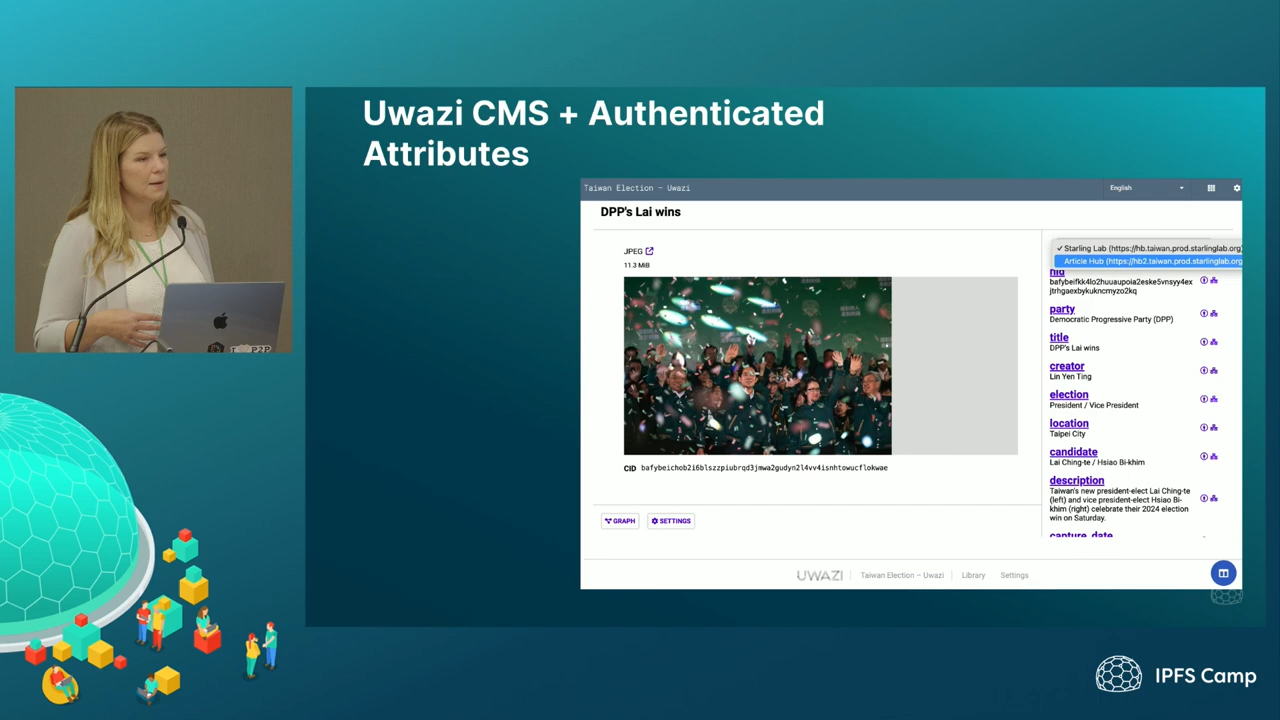 Uwazi CMS + Authenticated
Attributes
Taiwan Election – Uwazi
English
DPP's Lai wins
JPEG
11.3 MiB
✓ Starling Lab (https://hb.taiwan.prod.starlinglab.org)
Article Hub (https://hb2.taiwan.prod.starlinglab.org
hid
bafybeifkk4lo2huuaupoia2eske5vnsyy4ex
jtrhgaexbykukncmyzo2kq
party
Democratic Progressive Party (DPP)
title
DPP's Lai wins
creator
Lin Yen Ting
election
President / Vice President
location
Taipei City
candidate
Lai Ching-te / Hsiao Bi-khim
description
Taiwan's new president-elect Lai Ching-te
(left) and vice president-elect Hsiao Bi-
khim (right) celebrate their 2024 election
win on Saturday.
capture_date
CID bafybeichob2i6blszzpiubrqd3jmwa2gudyn2l4vv4isnhtowucflokwae
GRAPH
SETTINGS
UWAZI
Taiwan Election – Uwazi
Library
Settings
P2P
IPFS Camp